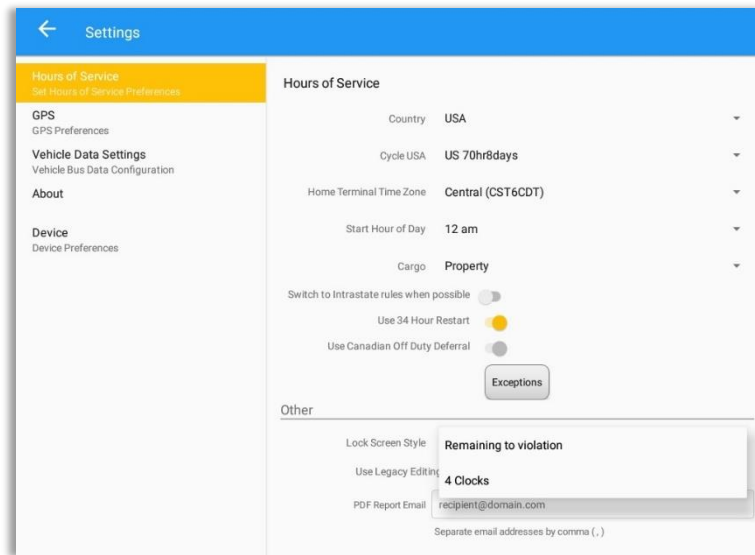 Settings
Hours of Service
Set Hours of Service Preferences
GPS
GPS Preferences
Vehicle Data Settings
Vehicle Bus Data Configuration
About
Device
Device Preferences
Hours of Service
Country USA
Cycle USA US 70hr8days
Home Terminal Time Zone Central (CST6CDT)
Start Hour of Day 12 am
Cargo Property
Switch to Intrastate rules when possible
Use 34 Hour Restart
Use Canadian Off Duty Deferral
Exceptions
Other
Lock Screen Style Remaining to violation
Use Legacy Editing
4 Clocks
PDF Report Email recipient@domain.com
Separate email addresses by comma (,)